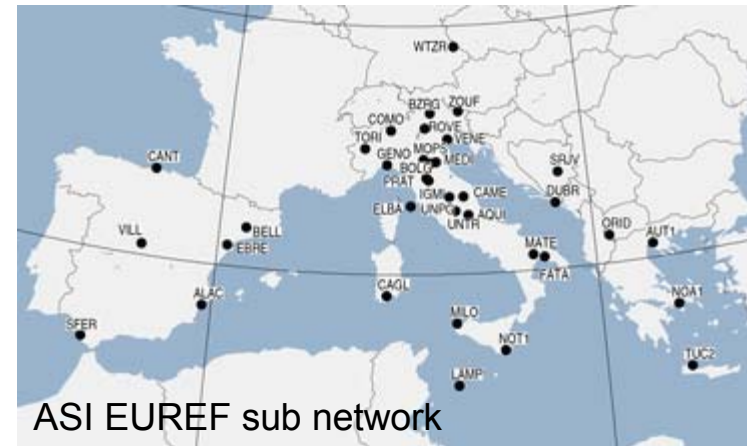 WTZR
BZRG
ZOUF
COMO
ROVE
TORI
VENE
GENO
MOPS
MEDI
CANT
BOLG
PRAT
SRJV
IGMI
CAME
DUBR
ELBA
UNPG
AQUI
UNTR
VILL
BELL
EBRE
ORID
AUT1
MATE
FATA
CAGL
ALAC
NOA1
MILO
SFER
NOT1
TUC2
LAMP
ASI EUREF sub network